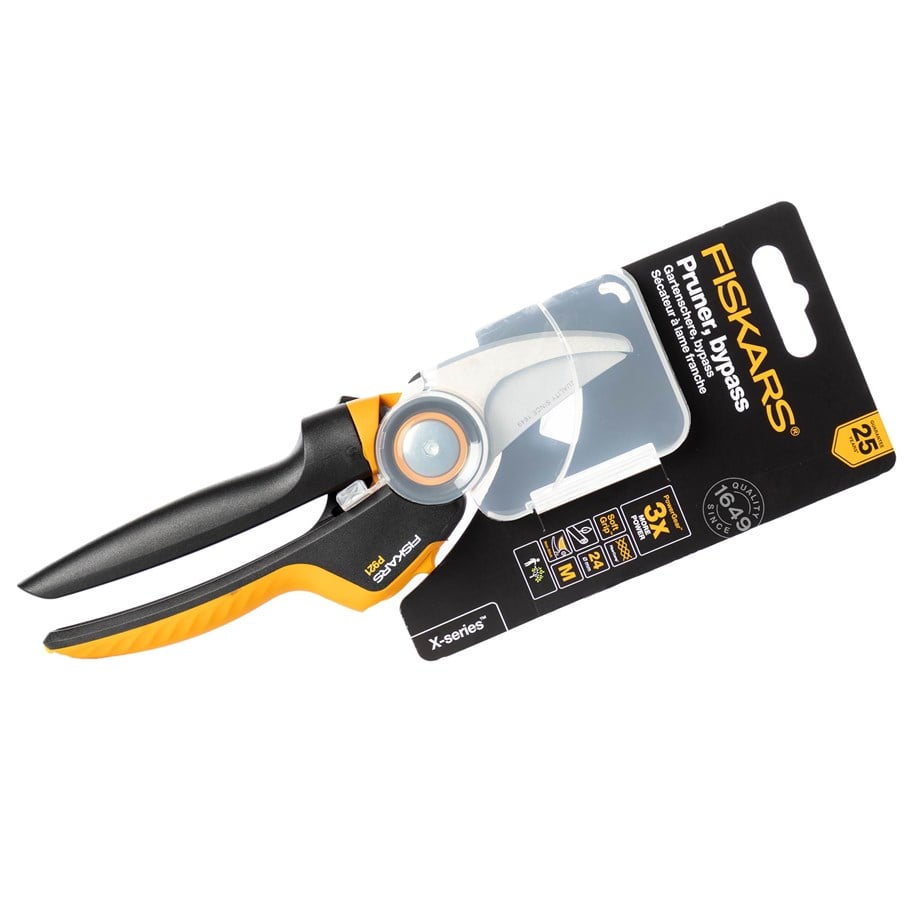 FISKARS®
Pruner, bypass
Gartenschere, bypass
Sécateur à lame franche
GUARANTEE
25
YEARS
QUALITY
SINCE
1649
PowerGear™
3X
MORE
POWER
Soft
Grip™
24
Ø mm
M
X-series™
QUALITY SINCE 1649
FISKARS
P921